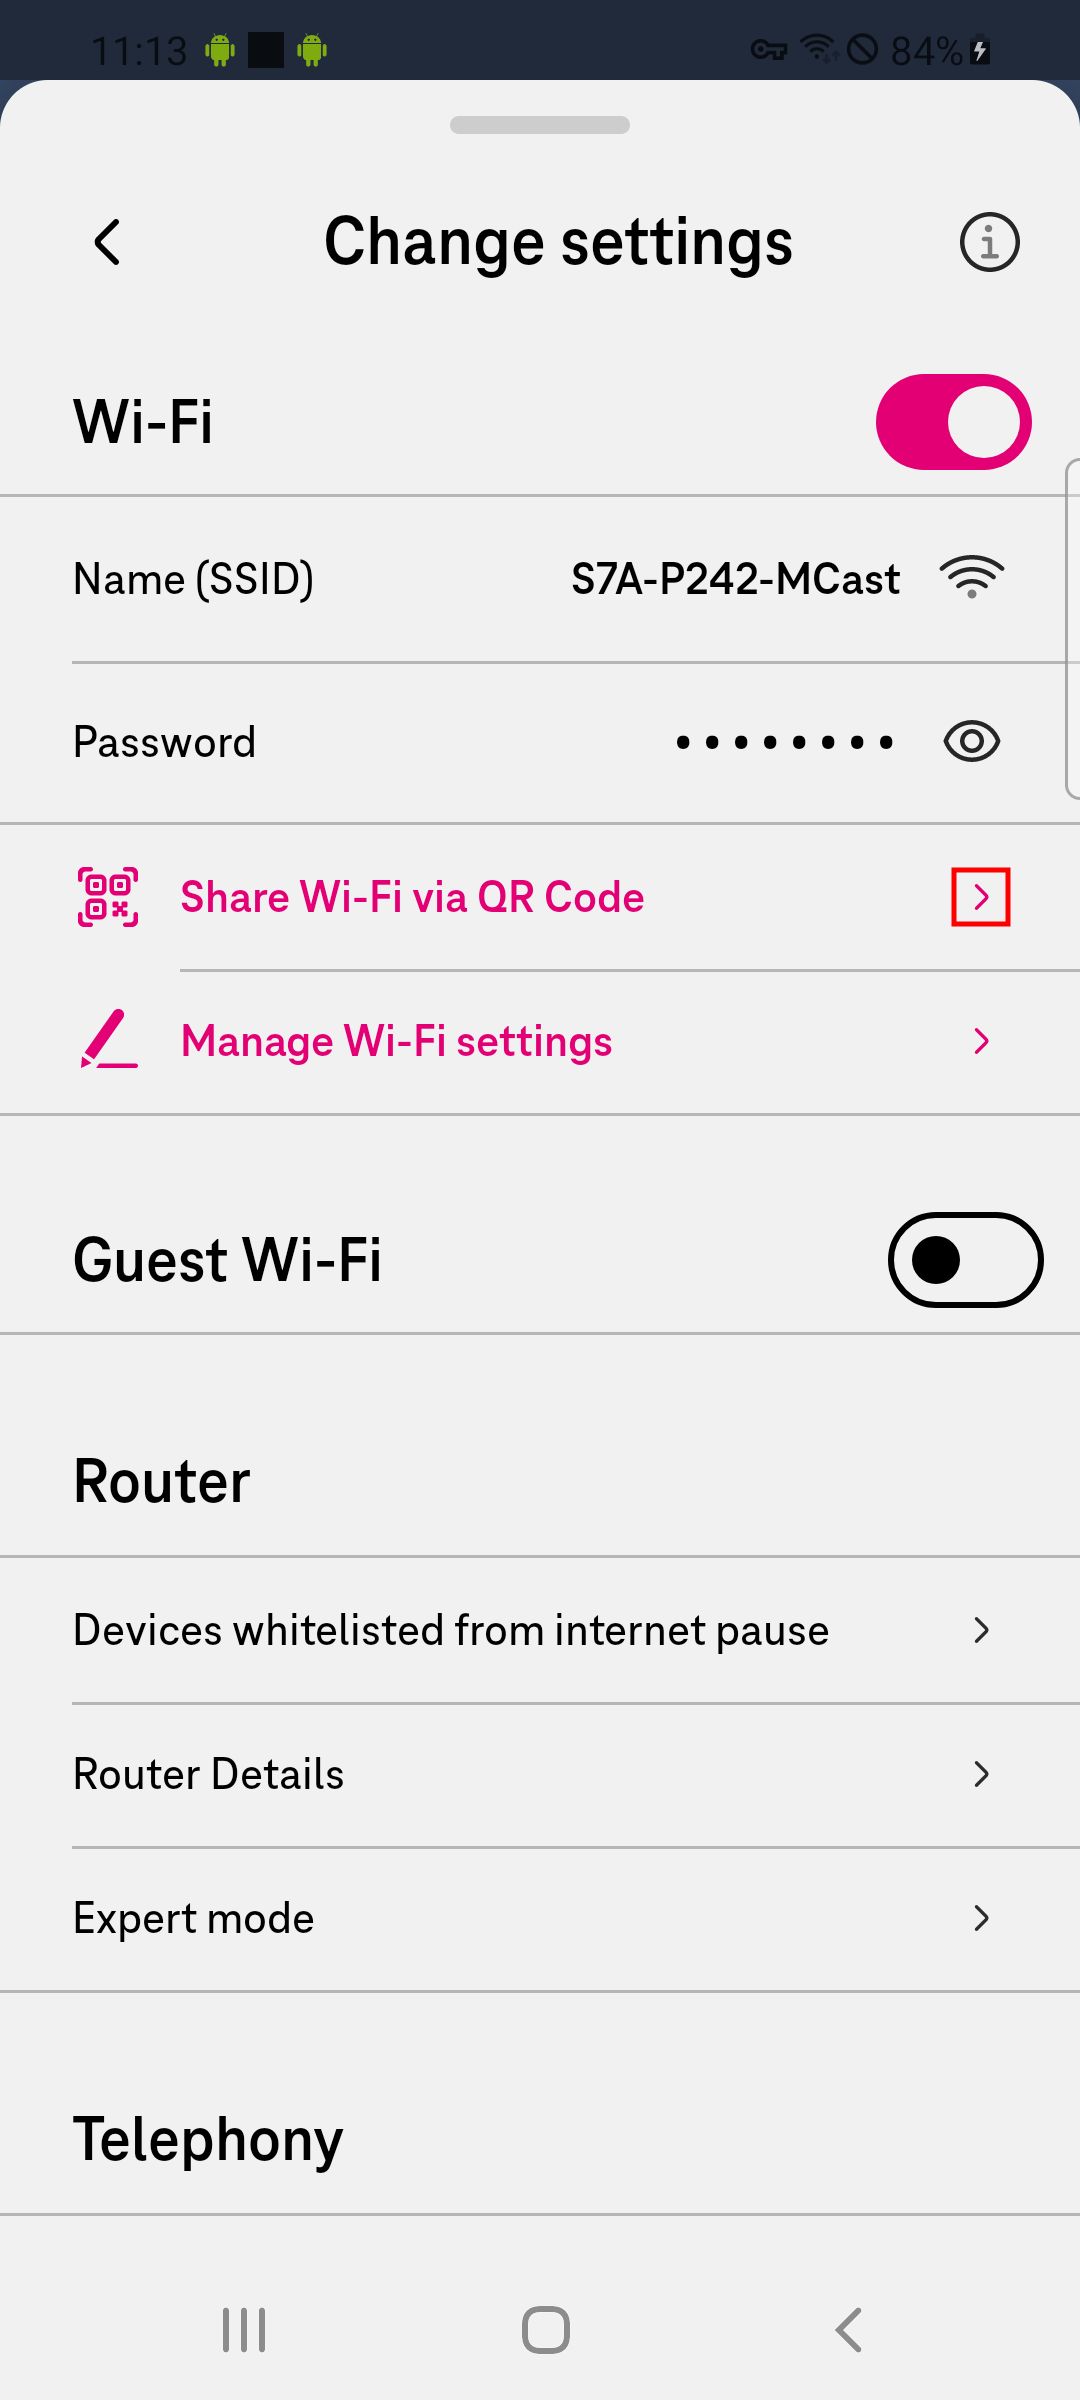 11:13
84%
Change settings
Wi-Fi
Name (SSID) S7A-P242-MCast
Password ••••••••
Share Wi-Fi via QR Code
Manage Wi-Fi settings
Guest Wi-Fi
Router
Devices whitelisted from internet pause
Router Details
Expert mode
Telephony